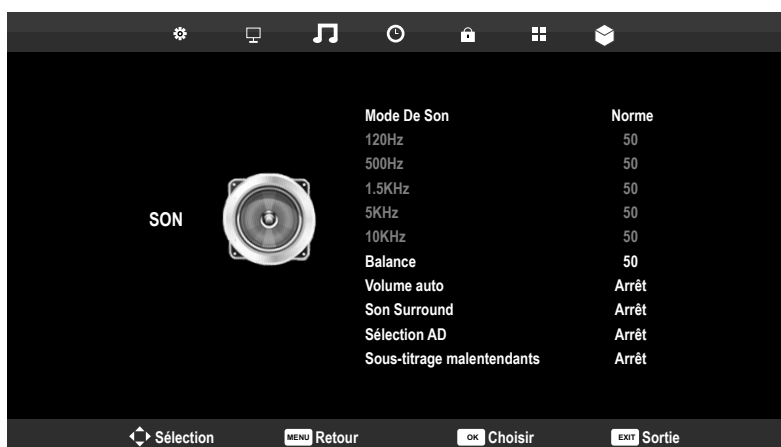 Mode De Son Norme
120Hz 50
500Hz 50
1.5KHz 50
5KHz 50
10KHz 50
SON
Balance 50
Volume auto Arrêt
Son Surround Arrêt
Sélection AD Arrêt
Sous-titrage malentendants Arrêt
Sélection MENU Retour OK Choisir EXIT Sortie